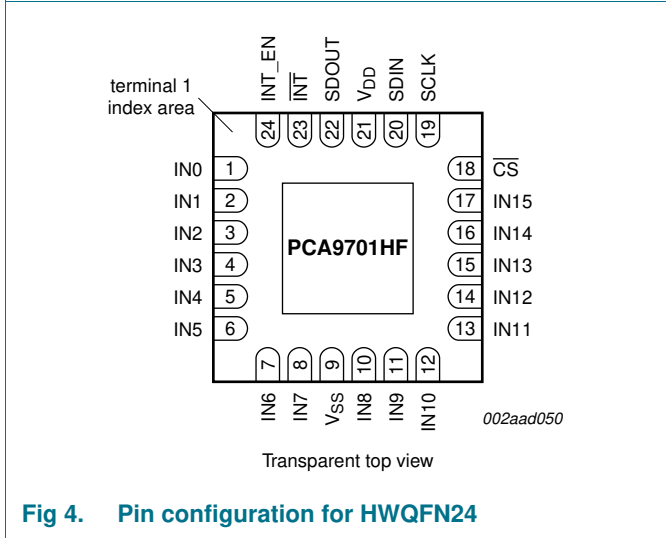 terminal 1
index area
INT_EN
INT
SDOUT
VDD
SDIN
SCLK
24
23
22
21
20
19
IN0 1
IN1 2
IN2 3
IN3 4
IN4 5
IN5 6
PCA9701HF
18 CS
17 IN15
16 IN14
15 IN13
14 IN12
13 IN11
7
8
9
10
11
12
IN6
IN7
VSS
IN8
IN9
IN10
002aad050
Transparent top view
Fig 4. Pin configuration for HWQFN24